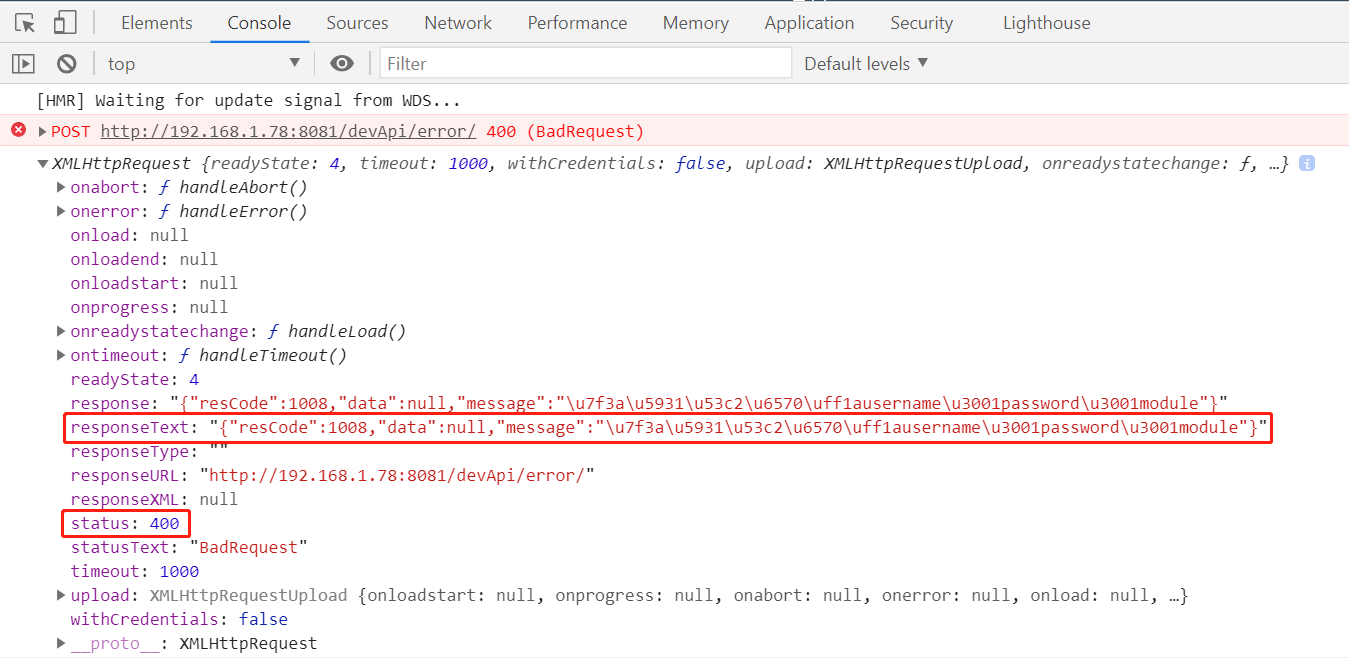 Elements Console Sources Network Performance Memory Application Security Lighthouse
top ▼ Filter Default levels ▼
[HMR] Waiting for update signal from WDS...
▶POST http://192.168.1.78:8081/devApi/error/ 400 (BadRequest)
▼XMLHttpRequest {readyState: 4, timeout: 1000, withCredentials: false, upload: XMLHttpRequestUpload, onreadystatechange: ƒ, …} i
▶onabort: ƒ handleAbort()
▶onerror: ƒ handleError()
onload: null
onloadend: null
onloadstart: null
onprogress: null
▶onreadystatechange: ƒ handleLoad()
▶ontimeout: ƒ handleTimeout()
readyState: 4
response: "{"resCode":1008,"data":null,"message":"\u7f3a\u5931\u53c2\u6570\uff1ausername\u3001password\u3001module"}"
responseText: "{"resCode":1008,"data":null,"message":"\u7f3a\u5931\u53c2\u6570\uff1ausername\u3001password\u3001module"}"
responseType: ""
responseURL: "http://192.168.1.78:8081/devApi/error/"
responseXML: null
status: 400
statusText: "BadRequest"
timeout: 1000
▶upload: XMLHttpRequestUpload {onloadstart: null, onprogress: null, onabort: null, onerror: null, onload: null, …}
withCredentials: false
▶__proto__: XMLHttpRequest